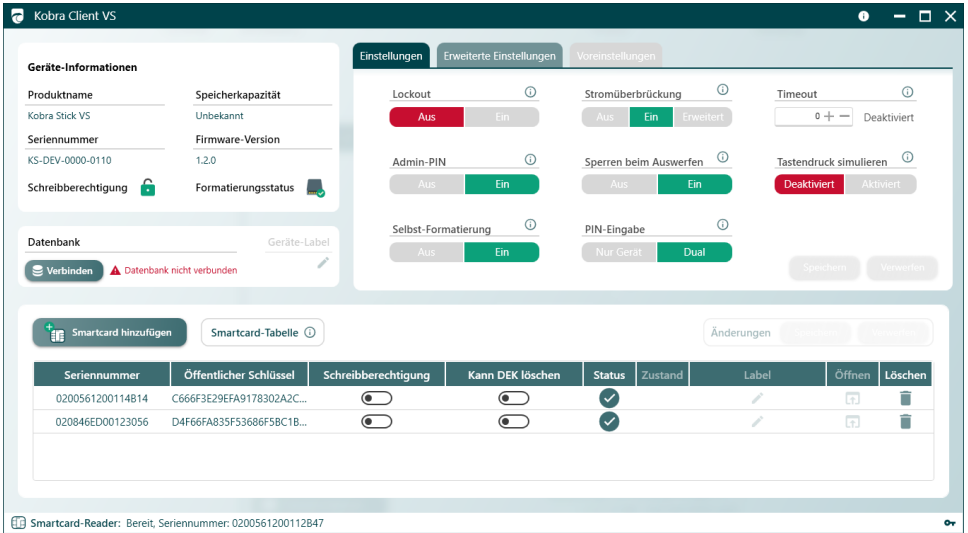 Kobra Client VS
Geräte-Informationen
Produktname
Speicherkapazität
Kobra Stick VS
Unbekannt
Seriennummer
Firmware-Version
KS-DEV-0000-0110
1.2.0
Schreibberechtigung
Formatierungsstatus
Datenbank
Geräte-Label
Verbinden
Datenbank nicht verbunden
Einstellungen
Erweiterte Einstellungen
Voreinstellungen
Lockout
Aus Ein
Stromüberbrückung
Aus Ein Erweitert
Timeout
0 + − Deaktiviert
Admin-PIN
Aus Ein
Sperren beim Auswerfen
Aus Ein
Tastendruck simulieren
Deaktiviert Aktiviert
Selbst-Formatierung
Aus Ein
PIN-Eingabe
Nur Gerät Dual
Speichern Verwerfen
Smartcard hinzufügen
Smartcard-Tabelle
Änderungen
Seriennummer Öffentlicher Schlüssel Schreibberechtigung Kann DEK löschen Status Zustand Label Öffnen Löschen
0200561200114B14 C666F3E29EFA9178302A2C...
020846ED00123056 D4F66FA835F53686F5BC1B...
Smartcard-Reader: Bereit, Seriennummer: 0200561200112B47